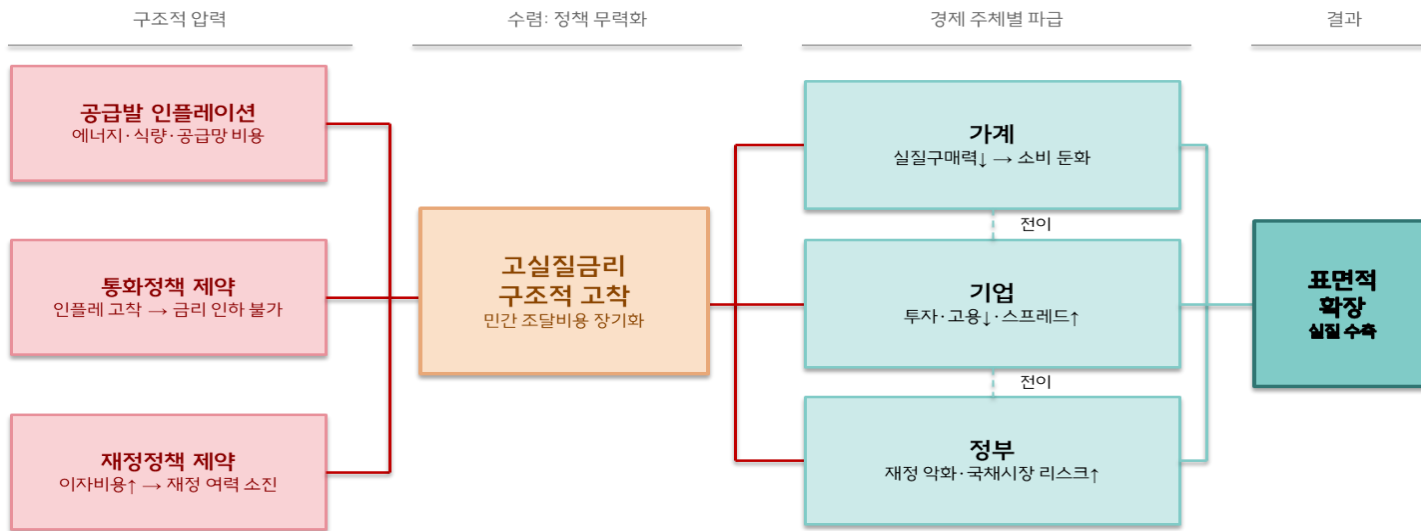 구조적 압력
수렴: 정책 무력화
경제 주체별 파급
결과
공급발 인플레이션
에너지·식량·공급망 비용
통화정책 제약
인플레 고착 → 금리 인하 불가
재정정책 제약
이자비용↑ → 재정 여력 소진
고실질금리
구조적 고착
민간 조달비용 장기화
가계
실질구매력↓ → 소비 둔화
전이
기업
투자·고용↓·스프레드↑
전이
정부
재정 악화·국채시장 리스크↑
표면적
확장
실질 수축